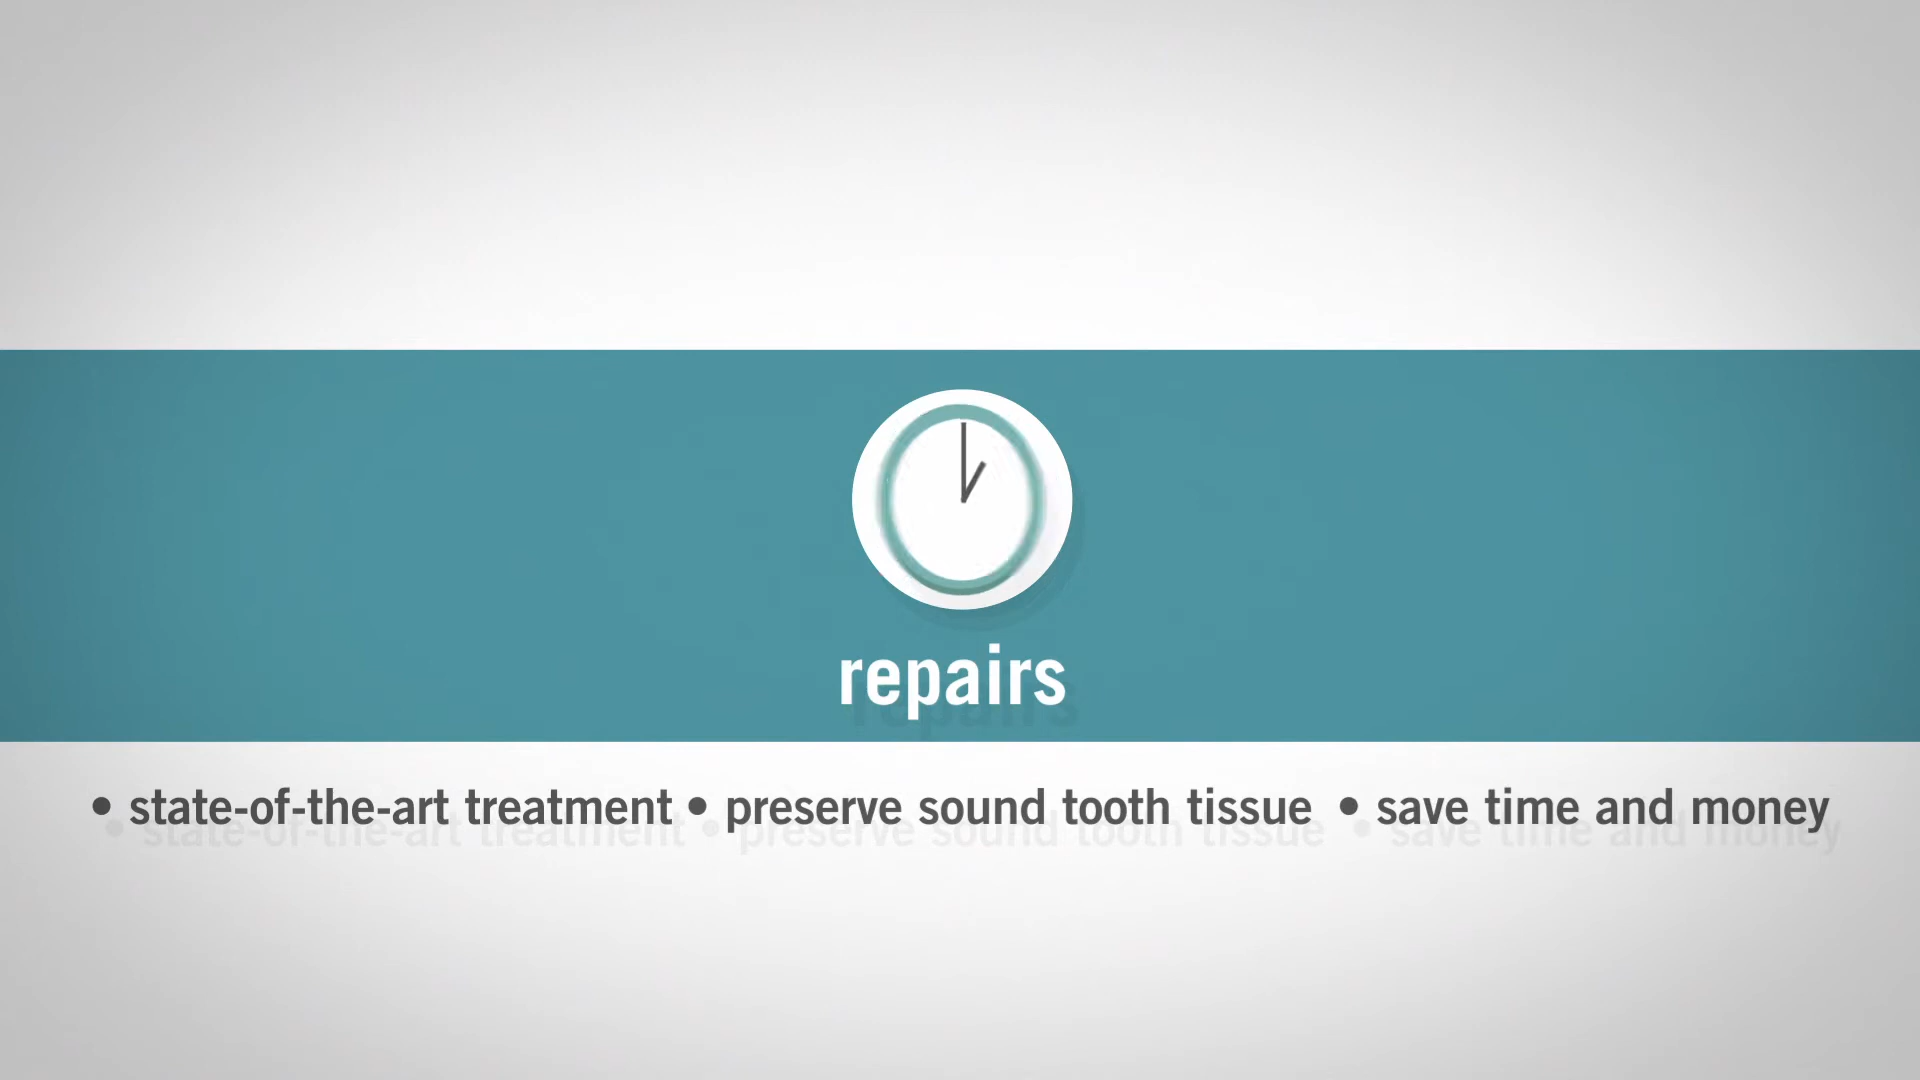 repairs
• state-of-the-art treatment • preserve sound tooth tissue • save time and money